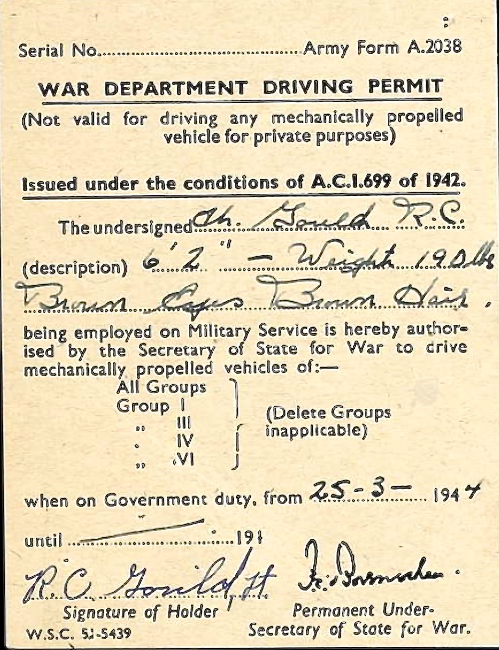 Serial No. Army Form A.2038
WAR DEPARTMENT DRIVING PERMIT
(Not valid for driving any mechanically propelled
vehicle for private purposes)
Issued under the conditions of A.C.I.699 of 1942.
The undersigned Gould R.C.
(description) 6'2" – Weight 190 lbs
Brown Eyes Brown Hair.
being employed on Military Service is hereby author-
ised by the Secretary of State for War to drive
mechanically propelled vehicles of:—
All Groups
Group I
„ III
„ IV
„ VI
(Delete Groups
inapplicable)
when on Government duty, from 25-3- 1944
until 19
R.C. Gould
Signature of Holder
Permanent Under-
Secretary of State for War.
W.S.C. 51-5439